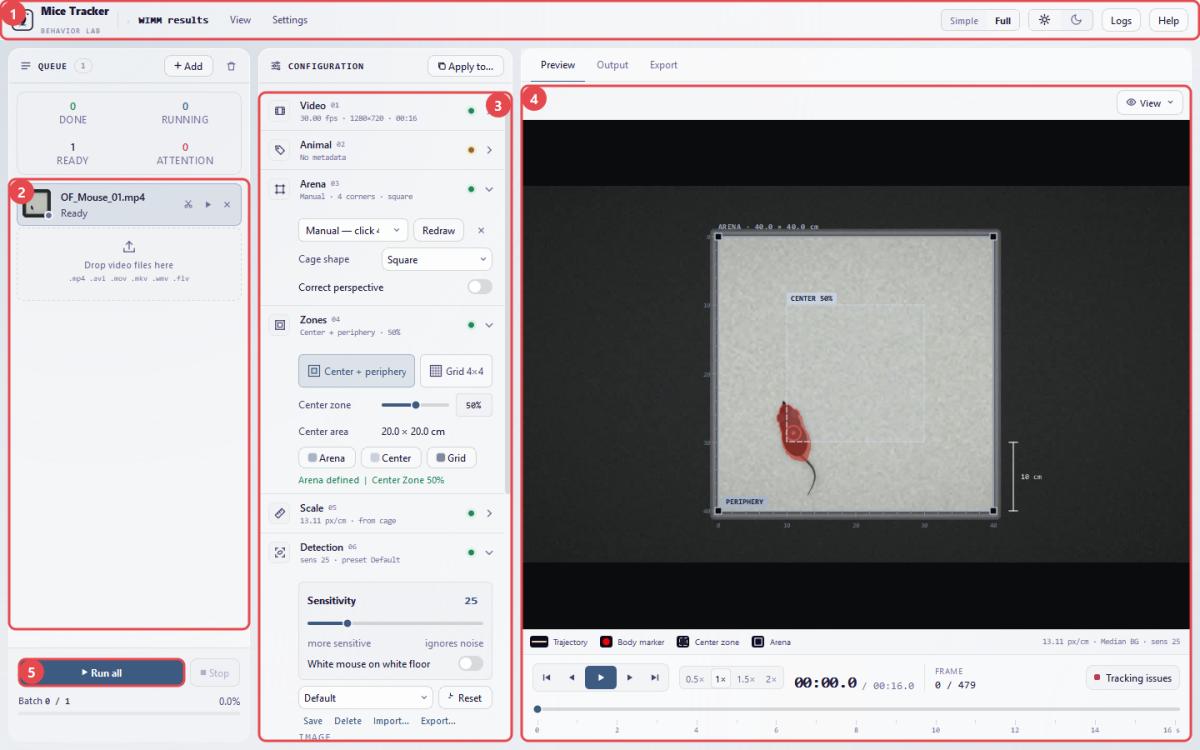 1
Mice Tracker
BEHAVIOR LAB
WIMM results
View
Settings
Simple
Full
Logs
Help
QUEUE 1
+ Add
0
DONE
0
RUNNING
1
READY
0
ATTENTION
2
OF_Mouse_01.mp4
Ready
Drop video files here
.mp4 .avi .mov .mkv .wmv .flv
5
Run all
Stop
Batch 0 / 1
0.0%
CONFIGURATION
Apply to...
3
Video 01
30.00 fps · 1280×720 · 00:16
Animal 02
No metadata
Arena 03
Manual · 4 corners · square
Manual — click 4
Redraw
Cage shape
Square
Correct perspective
Zones 04
Center + periphery · 50%
Center + periphery
Grid 4×4
Center zone
50%
Center area
20.0 × 20.0 cm
Arena
Center
Grid
Arena defined | Center Zone 50%
Scale 05
13.11 px/cm · from cage
Detection 06
sens 25 · preset Default
Sensitivity
25
more sensitive
ignores noise
White mouse on white floor
Default
Reset
Save
Delete
Import...
Export...
IMAGE
Preview
Output
Export
4
View
ARENA · 40.0 × 40.0 cm
CENTER 50%
PERIPHERY
0
10
20
30
40
0
10
20
30
40
10 cm
Trajectory
Body marker
Center zone
Arena
13.11 px/cm · Median BG · sens 25
0.5×
1×
1.5×
2×
00:00.0 / 00:16.0
FRAME
0 / 479
Tracking issues
0
2
4
6
8
10
12
14
16 s